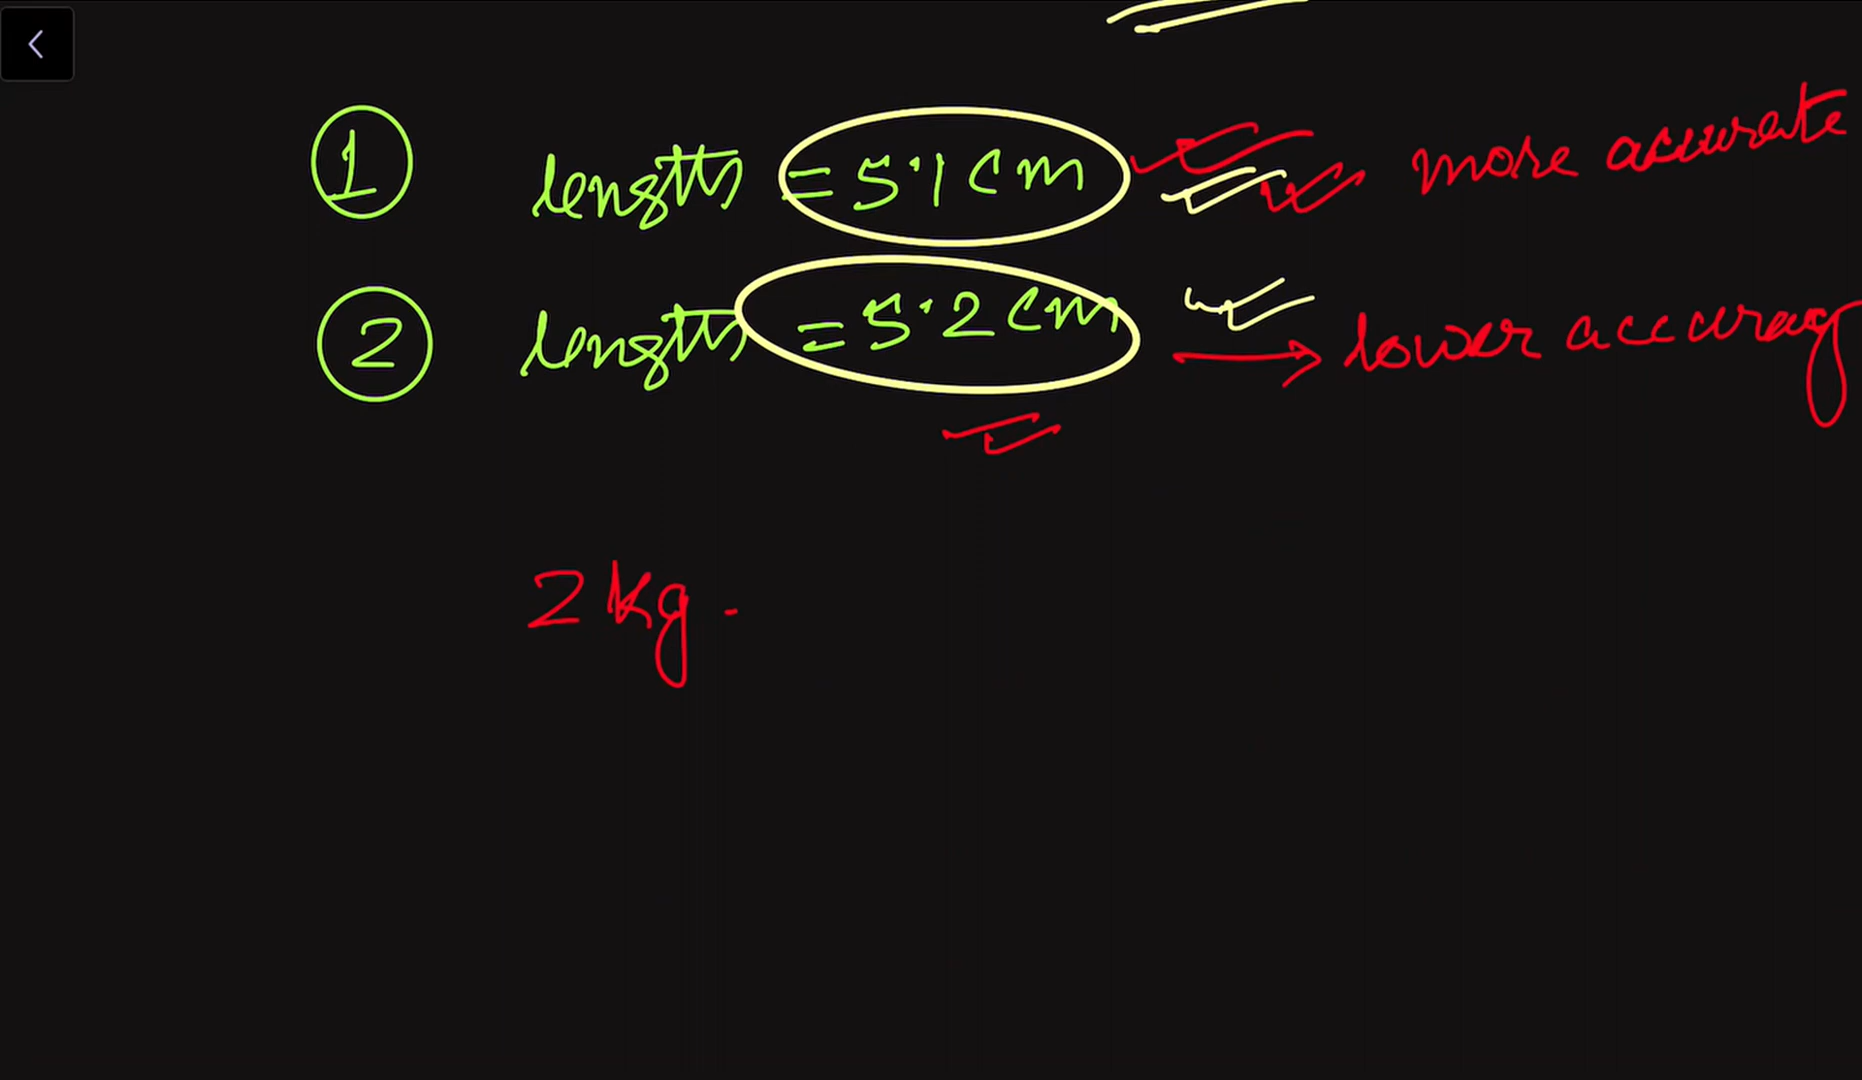 1 length = 5.1 cm more accurate
2 length = 5.2 cm → lower accuracy
2 kg.